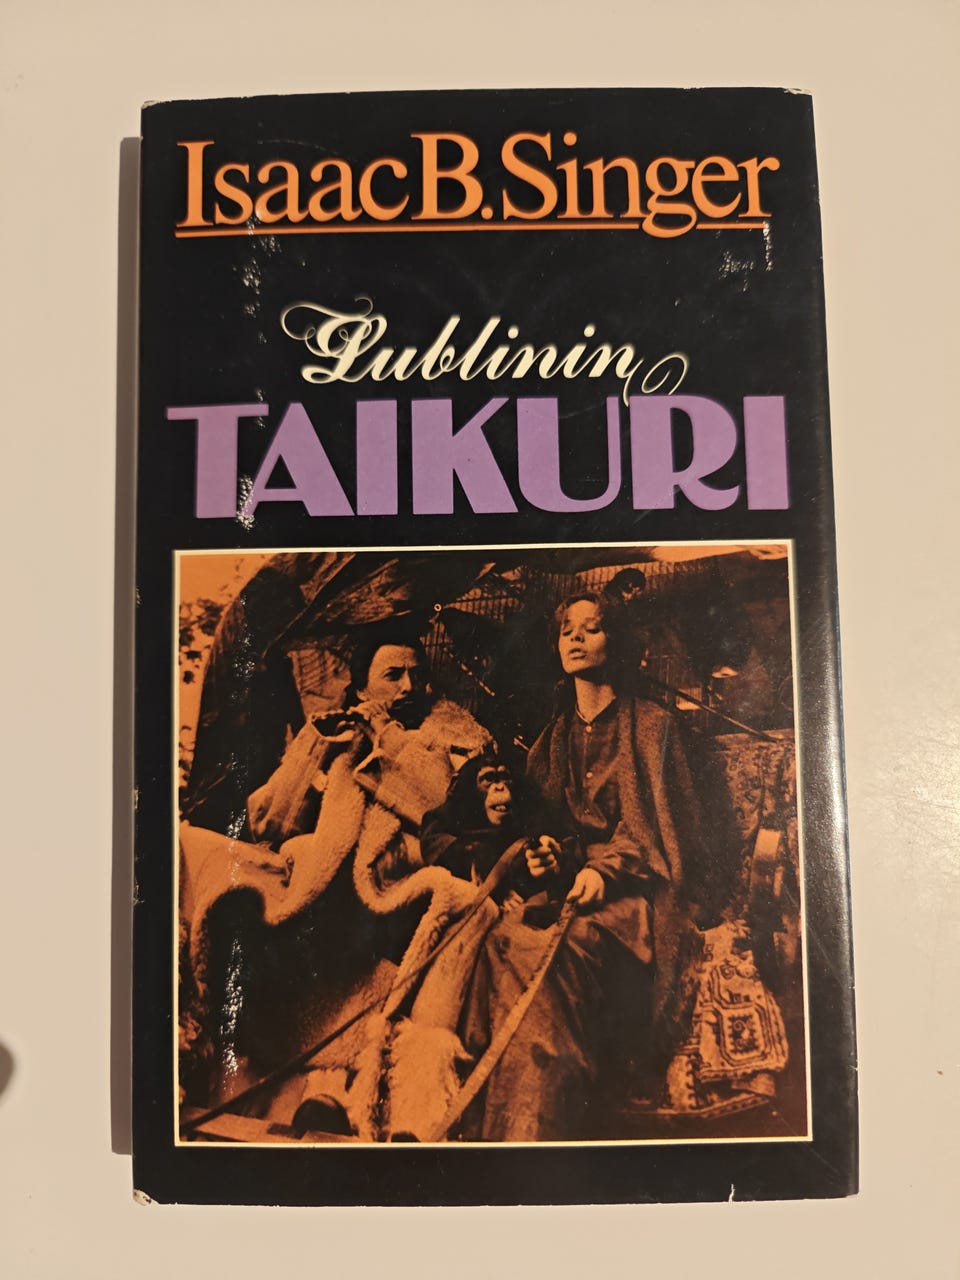 Isaac B. Singer
Lublinin
TAIKURI